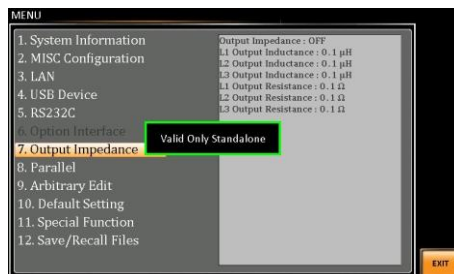 MENU
1. System Information
2. MISC Configuration
3. LAN
4. USB Device
5. RS232C
6. Option Interface
7. Output Impedance
8. Parallel
9. Arbitrary Edit
10. Default Setting
11. Special Function
12. Save/Recall Files
Output Impedance : OFF
L1 Output Inductance : 0.1 µH
L2 Output Inductance : 0.1 µH
L3 Output Inductance : 0.1 µH
L1 Output Resistance : 0.1 Ω
L2 Output Resistance : 0.1 Ω
L3 Output Resistance : 0.1 Ω
Valid Only Standalone
EXIT